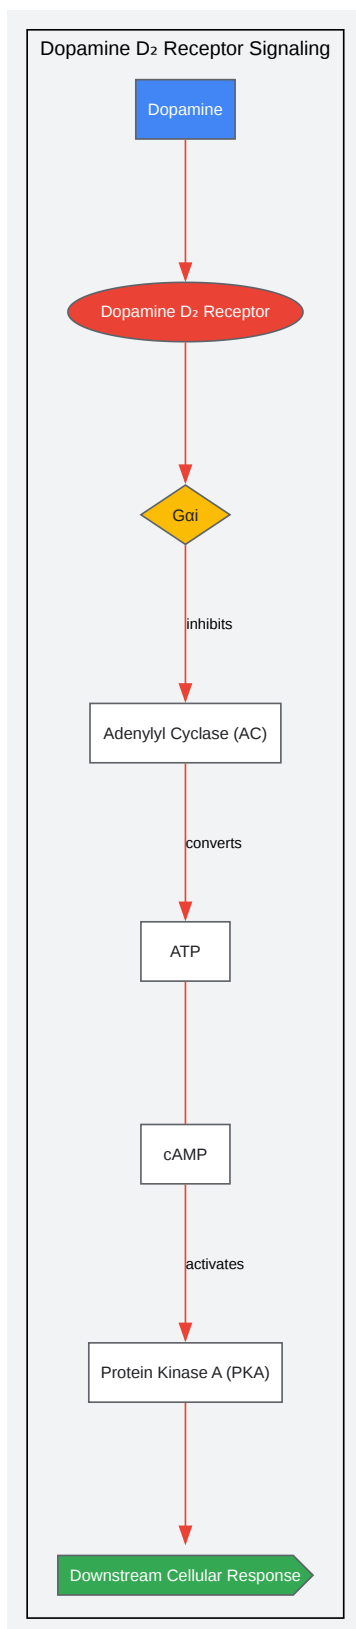 Dopamine D₂ Receptor Signaling
Dopamine
Dopamine D₂ Receptor
Gαi
inhibits
Adenylyl Cyclase (AC)
converts
ATP
cAMP
activates
Protein Kinase A (PKA)
Downstream Cellular Response